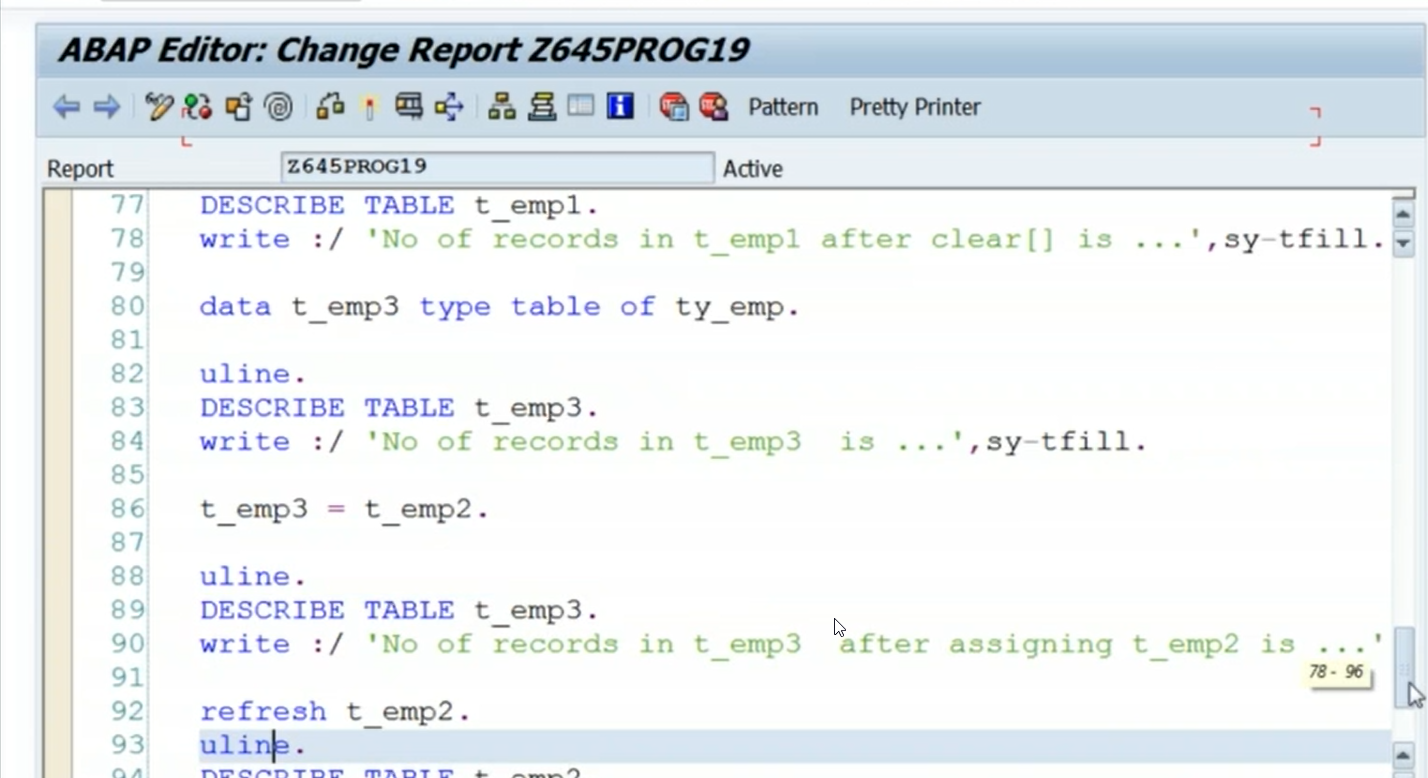 ABAP Editor: Change Report Z645PROG19
Pattern Pretty Printer
Report Z645PROG19 Active
77 DESCRIBE TABLE t_emp1.
78 write :/ 'No of records in t_emp1 after clear[] is ...',sy-tfill.
79
80 data t_emp3 type table of ty_emp.
81
82 uline.
83 DESCRIBE TABLE t_emp3.
84 write :/ 'No of records in t_emp3  is ...',sy-tfill.
85
86 t_emp3 = t_emp2.
87
88 uline.
89 DESCRIBE TABLE t_emp3.
90 write :/ 'No of records in t_emp3  after assigning t_emp2 is ...'
78 - 96
91
92 refresh t_emp2.
93 uline.
94 DESCRIBE TABLE t_emp2